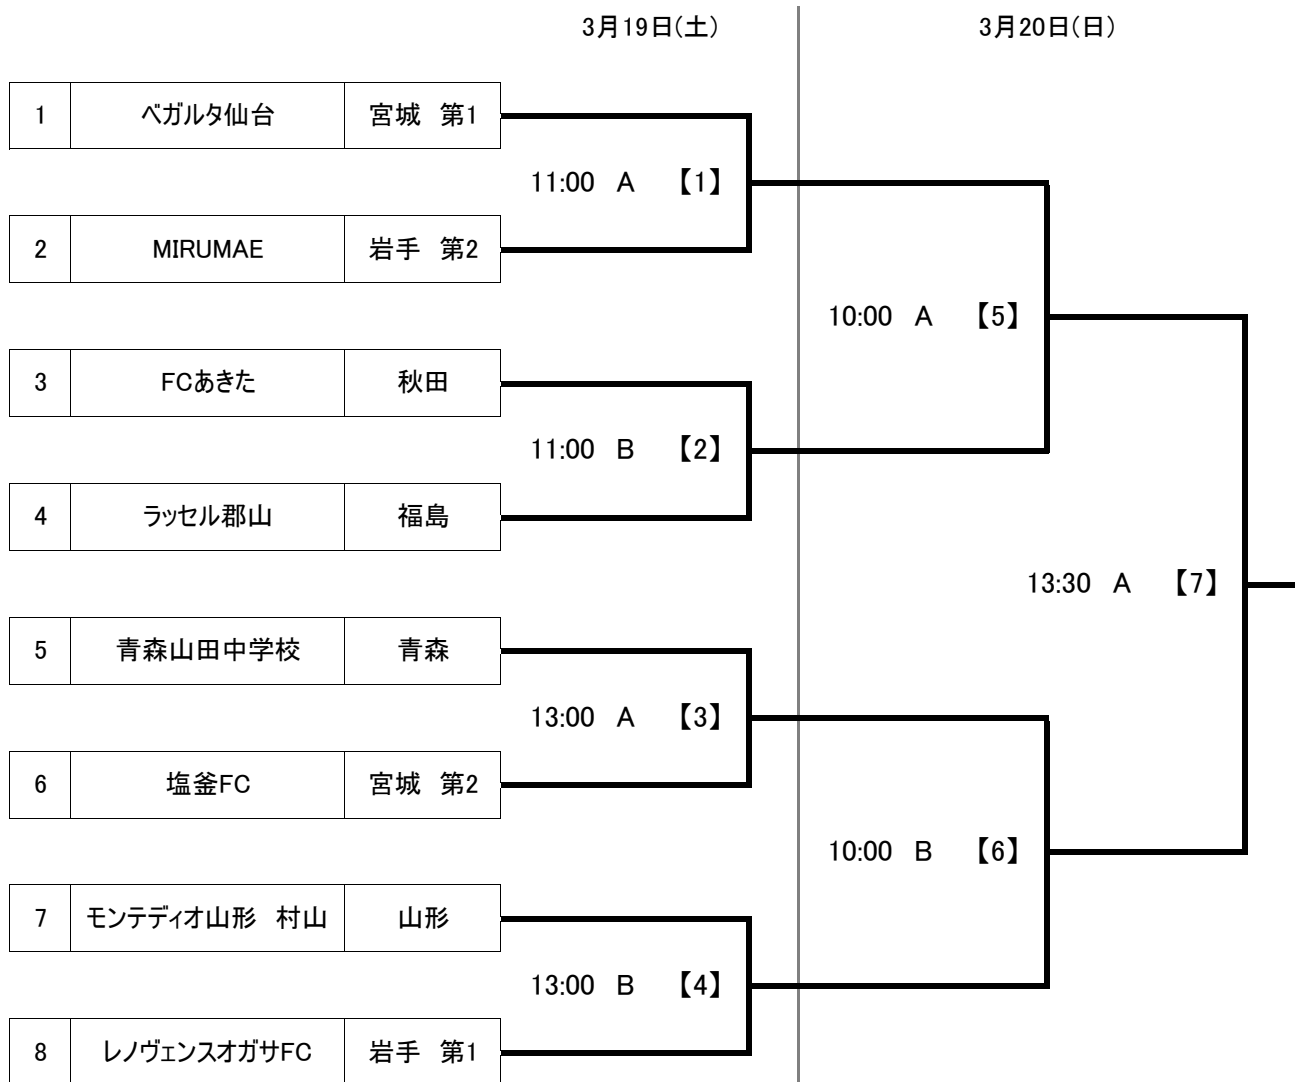 3月19日(土) 3月20日(日)
1 ベガルタ仙台 宮城 第1
11:00 A 【1】
2 MIRUMAE 岩手 第2
10:00 A 【5】
3 FCあきた 秋田
11:00 B 【2】
4 ラッセル郡山 福島
13:30 A 【7】
5 青森山田中学校 青森
13:00 A 【3】
6 塩釜FC 宮城 第2
10:00 B 【6】
7 モンテディオ山形 村山 山形
13:00 B 【4】
8 レノヴェンスオガサFC 岩手 第1